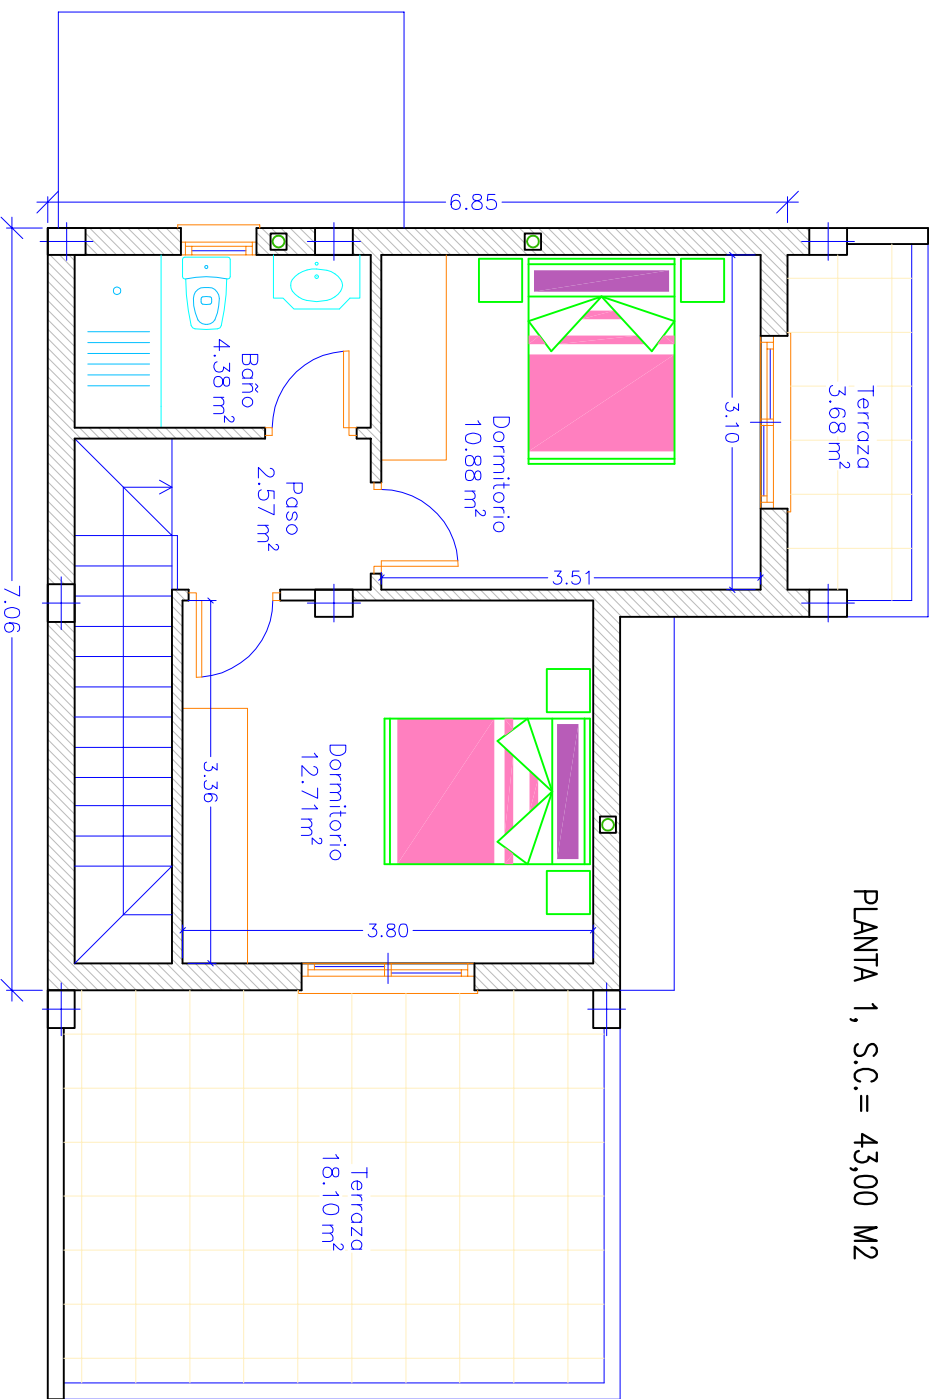 PLANTA 1, S.C.= 43,00 M2
6.85
Terraza
3.68 m²
3.10
Dormitorio
10.88 m²
Baño
4.38 m²
Paso
2.57 m²
3.51
7.06
3.36
Dormitorio
12.71 m²
3.80
Terraza
18.10 m²